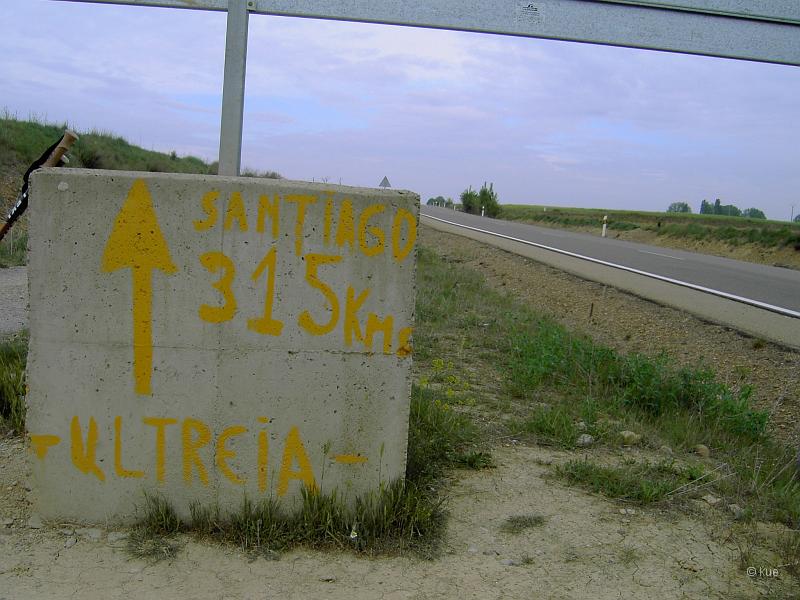 SANTIAGO
315 Kms
- ULTREiA -
© kue